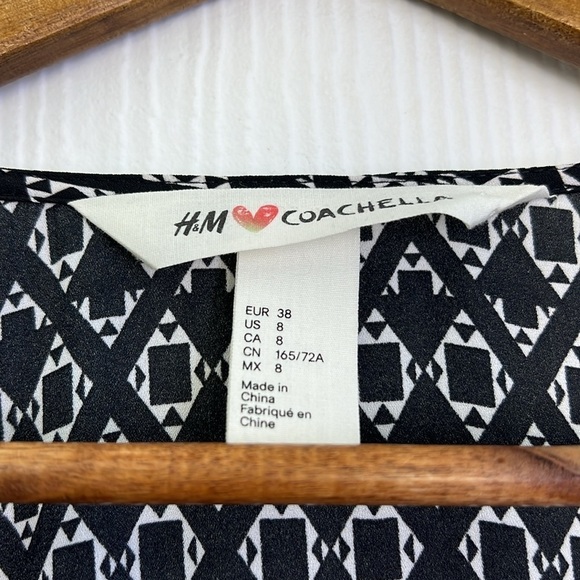 H&M COACHELLA
EUR 38
US 8
CA 8
CN 165/72A
MX 8
Made in
China
Fabriqué en
Chine